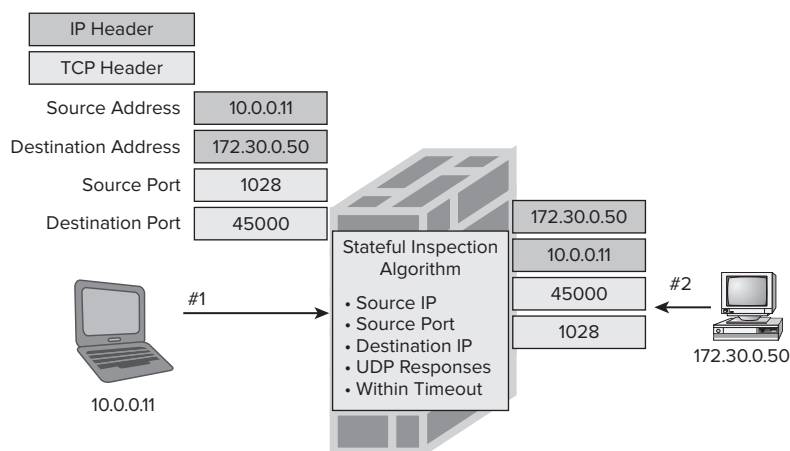 IP Header
TCP Header
Source Address 10.0.0.11
Destination Address 172.30.0.50
Source Port 1028
Destination Port 45000
172.30.0.50
10.0.0.11
45000
1028
Stateful Inspection
Algorithm
• Source IP
• Source Port
• Destination IP
• UDP Responses
• Within Timeout
#1
#2
10.0.0.11
172.30.0.50